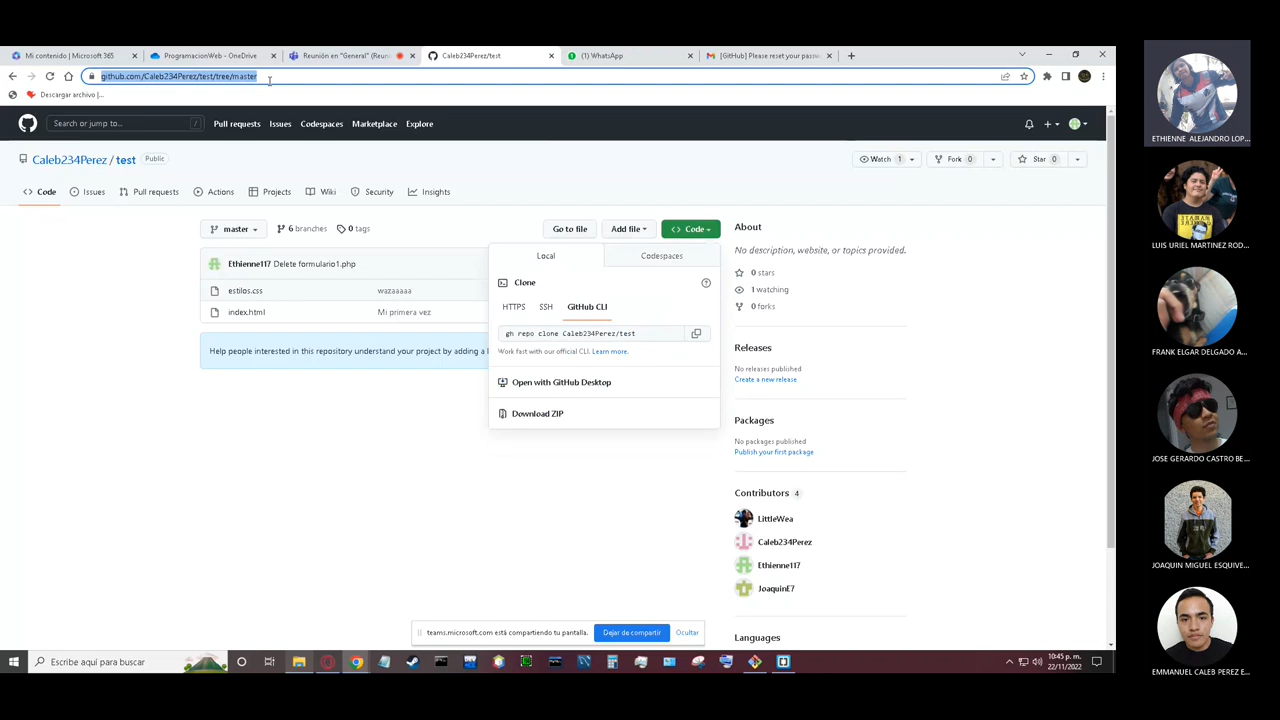 Mi contenido | Microsoft 365
ProgramacionWeb - OneDrive
Reunión en "General" (Reun
Caleb234Perez/test
(1) WhatsApp
[GitHub] Please reset your passw
github.com/Caleb234Perez/test/tree/master
Descargar archivo |...
Search or jump to...
/
Pull requests
Issues
Codespaces
Marketplace
Explore
Caleb234Perez / test
Public
Watch 1
Fork 0
Star 0
Code
Issues
Pull requests
Actions
Projects
Wiki
Security
Insights
master
6 branches
0 tags
Go to file
Add file
Code
About
No description, website, or topics provided.
0 stars
1 watching
0 forks
Ethienne117 Delete formulario1.php
estilos.css
wazaaaaa
index.html
Mi primera vez
Help people interested in this repository understand your project by adding a
Local
Codespaces
Clone
HTTPS
SSH
GitHub CLI
gh repo clone Caleb234Perez/test
Work fast with our official CLI. Learn more.
Open with GitHub Desktop
Download ZIP
Releases
No releases published
Create a new release
Packages
No packages published
Publish your first package
Contributors 4
LittleWea
Caleb234Perez
Ethienne117
JoaquinE7
Languages
teams.microsoft.com está compartiendo tu pantalla.
Dejar de compartir
Ocultar
Escribe aquí para buscar
10:45 p. m.
22/11/2022
ETHIENNE ALEJANDRO LOP...
LUIS URIEL MARTINEZ ROD...
FRANK ELGAR DELGADO A...
JOSE GERARDO CASTRO BE...
JOAQUIN MIGUEL ESQUIVE...
EMMANUEL CALEB PEREZ E...